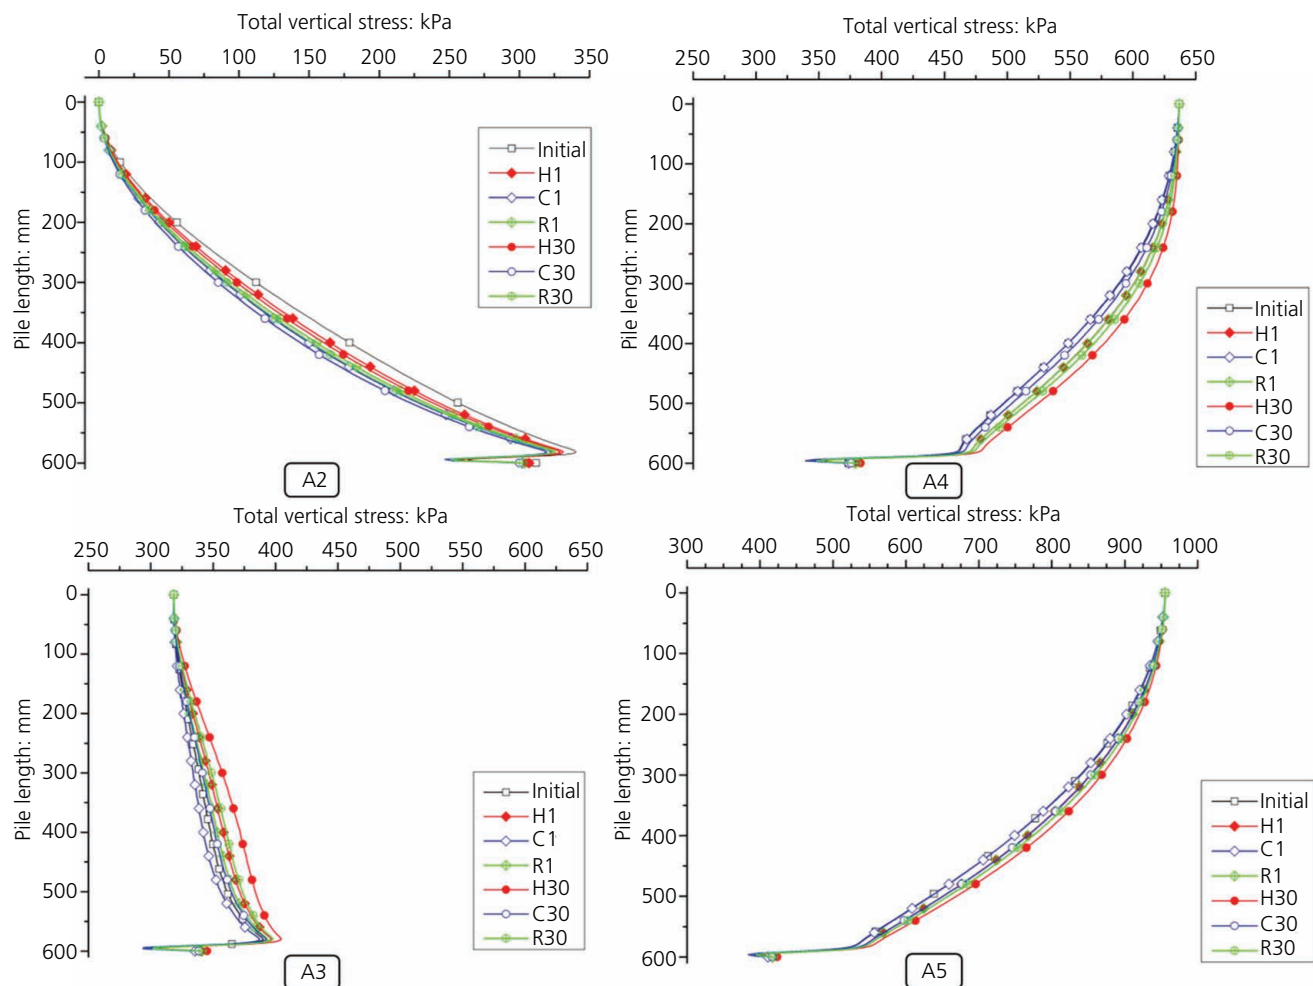 Total vertical stress: kPa
0 50 100 150 200 250 300 350
0
100
200
300
400
500
600
Pile length: mm
Initial
H1
C1
R1
H30
C30
R30
A2
Total vertical stress: kPa
250 300 350 400 450 500 550 600 650
0
100
200
300
400
500
600
Pile length: mm
Initial
H1
C1
R1
H30
C30
R30
A4
Total vertical stress: kPa
250 300 350 400 450 500 550 600 650
0
100
200
300
400
500
600
Pile length: mm
Initial
H1
C1
R1
H30
C30
R30
A3
Total vertical stress: kPa
300 400 500 600 700 800 900 1000
0
100
200
300
400
500
600
Pile length: mm
Initial
H1
C1
R1
H30
C30
R30
A5